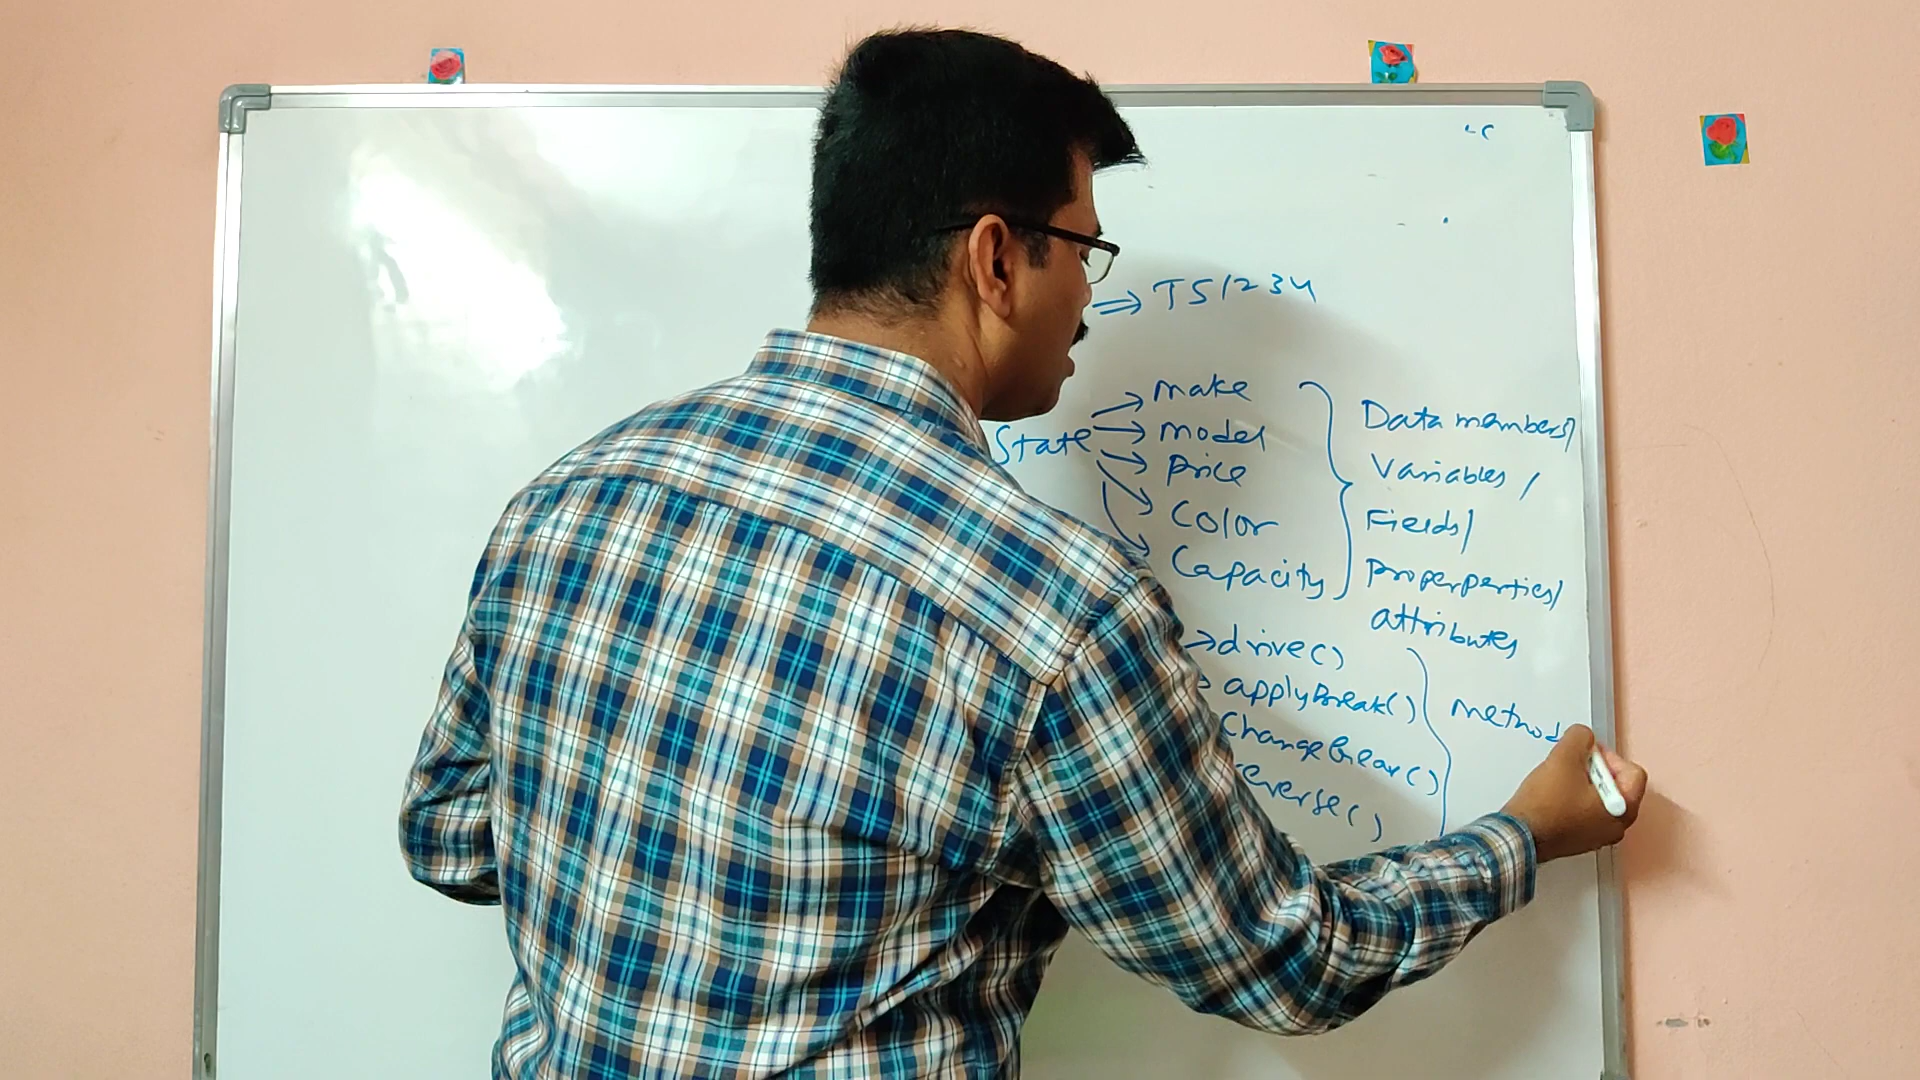 ⇒ TS1234
make
State → model
price
Color
Capacity
Data members/
Variables /
Fields/
properperties/
attributes
→ drive()
applyBreak()
ChangeGear()
reverse()
Method